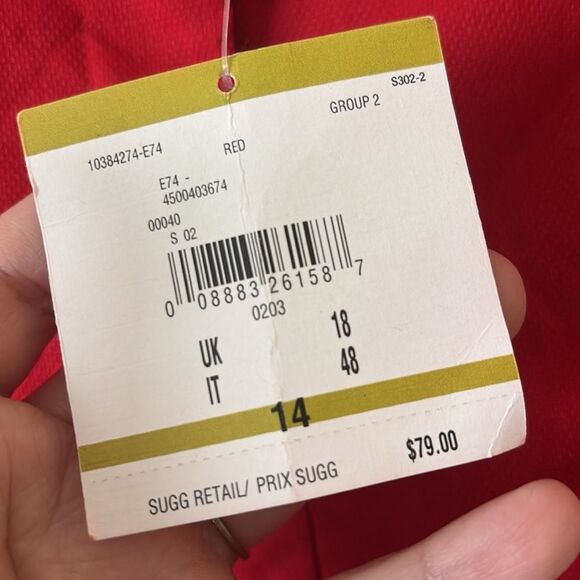 S302-2
GROUP 2
10384274-E74 RED
E74 -
4500403674
00040
S 02
0 08883 26158 7
0203
UK 18
IT 48
14
$79.00
SUGG RETAIL/ PRIX SUGG